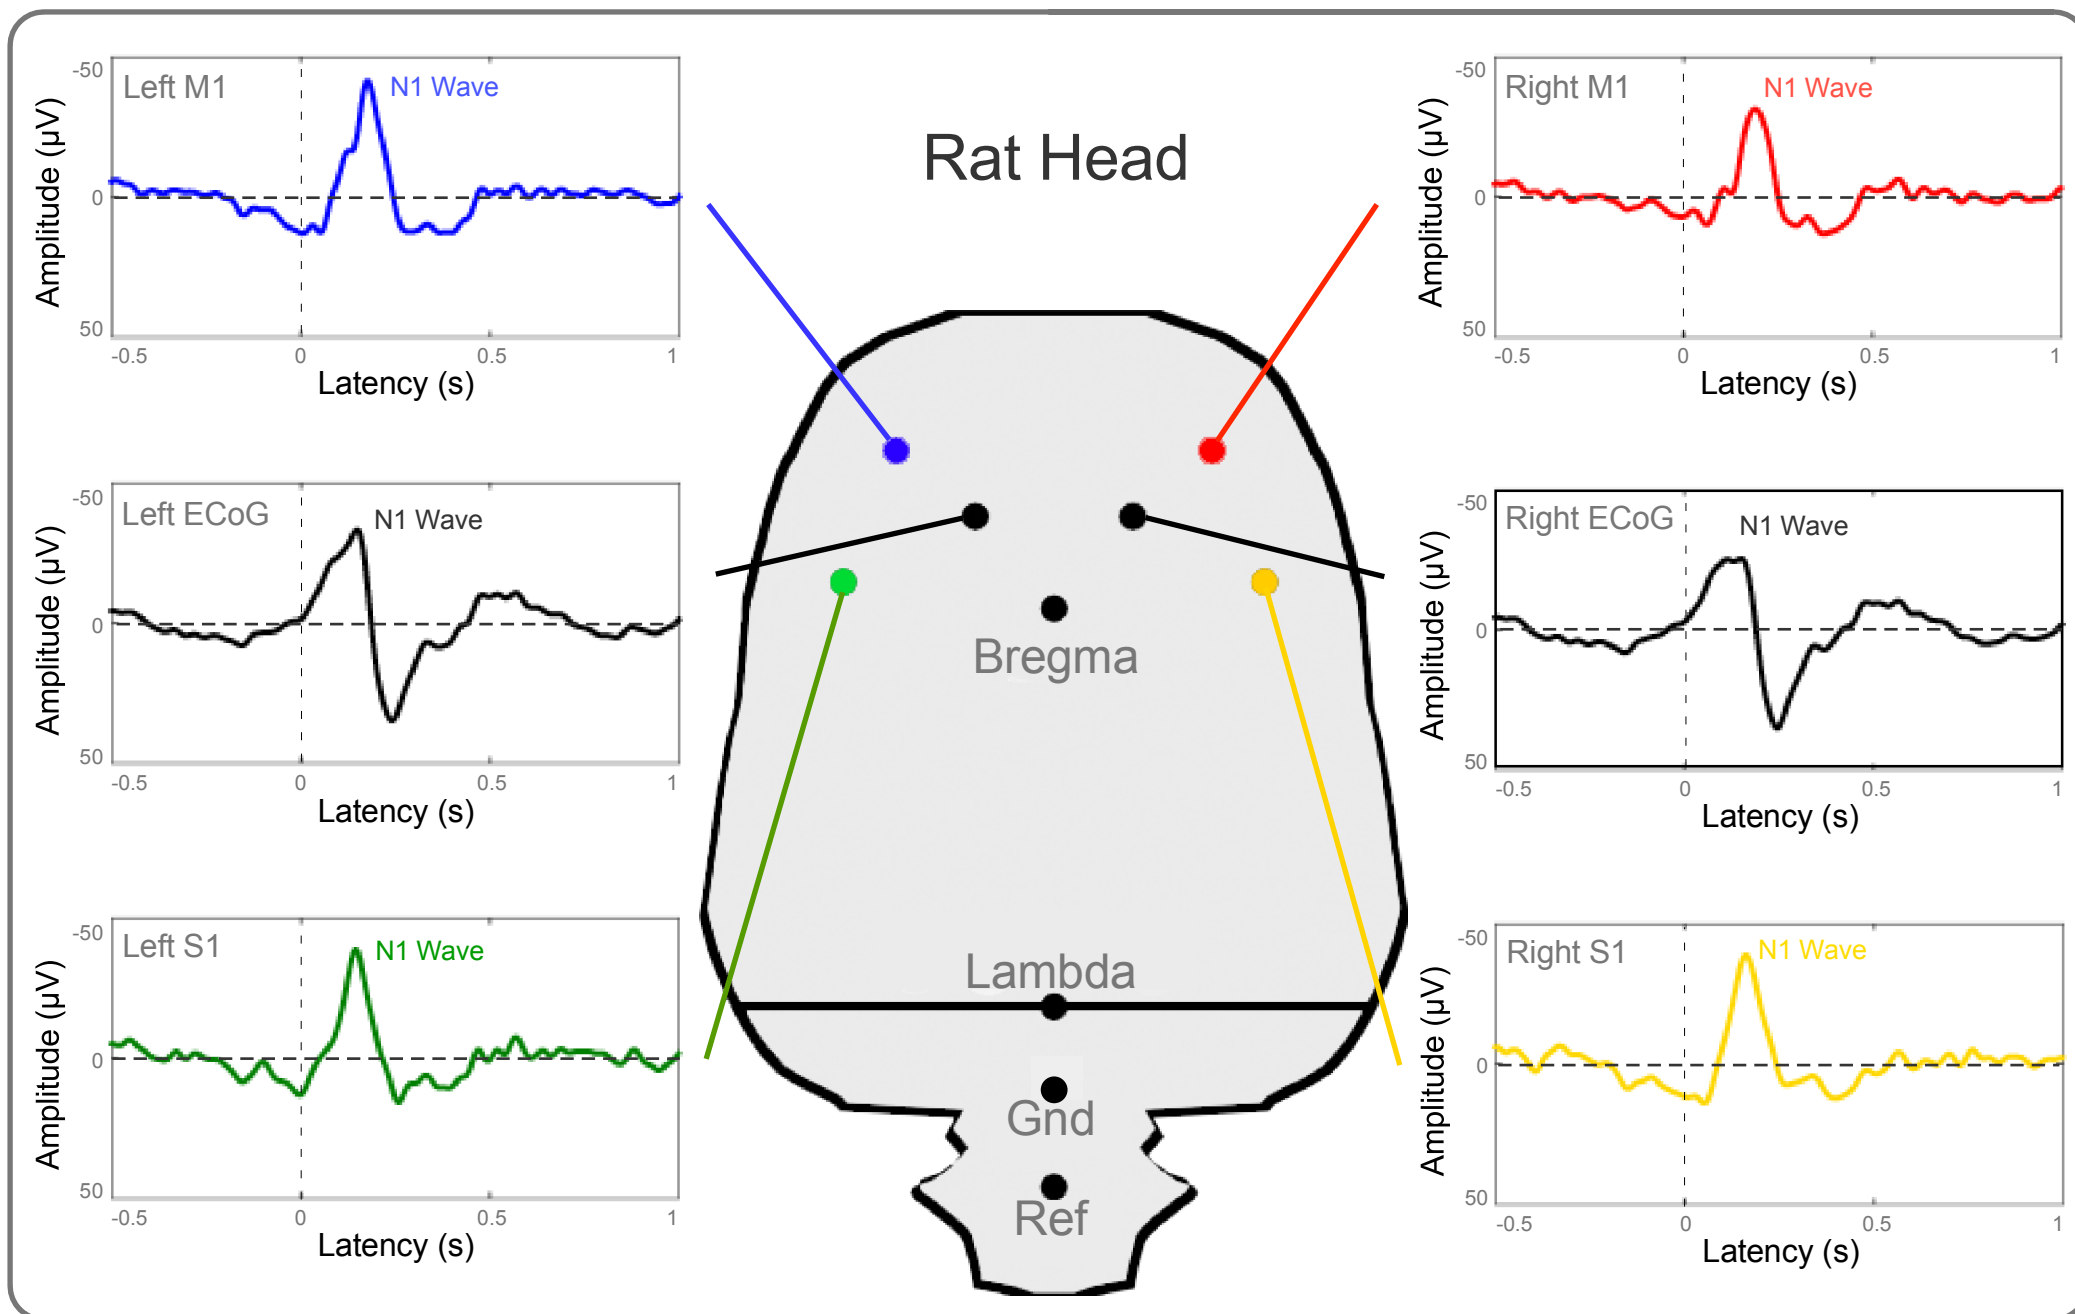 Rat Head
Left M1
N1 Wave
Amplitude (µV)
-50
0
50
-0.5
0
0.5
1
Latency (s)
Right M1
N1 Wave
Amplitude (µV)
-50
0
50
-0.5
0
0.5
1
Latency (s)
Left ECoG
N1 Wave
Amplitude (µV)
-50
0
50
-0.5
0
0.5
1
Latency (s)
Right ECoG
N1 Wave
Amplitude (µV)
-50
0
50
-0.5
0
0.5
1
Latency (s)
Bregma
Left S1
N1 Wave
Amplitude (µV)
-50
0
50
-0.5
0
0.5
1
Latency (s)
Lambda
Gnd
Ref
Right S1
N1 Wave
Amplitude (µV)
-50
0
50
-0.5
0
0.5
1
Latency (s)